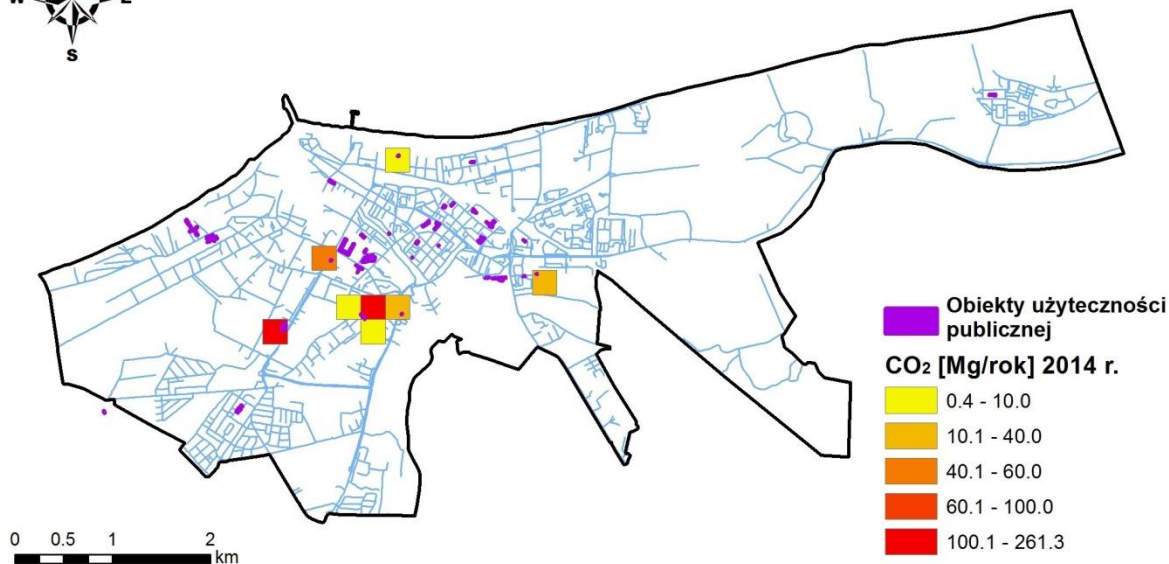 W E
S
Obiekty użyteczności
publicznej
CO₂ [Mg/rok] 2014 r.
0.4 - 10.0
10.1 - 40.0
40.1 - 60.0
60.1 - 100.0
100.1 - 261.3
0 0.5 1 2
km